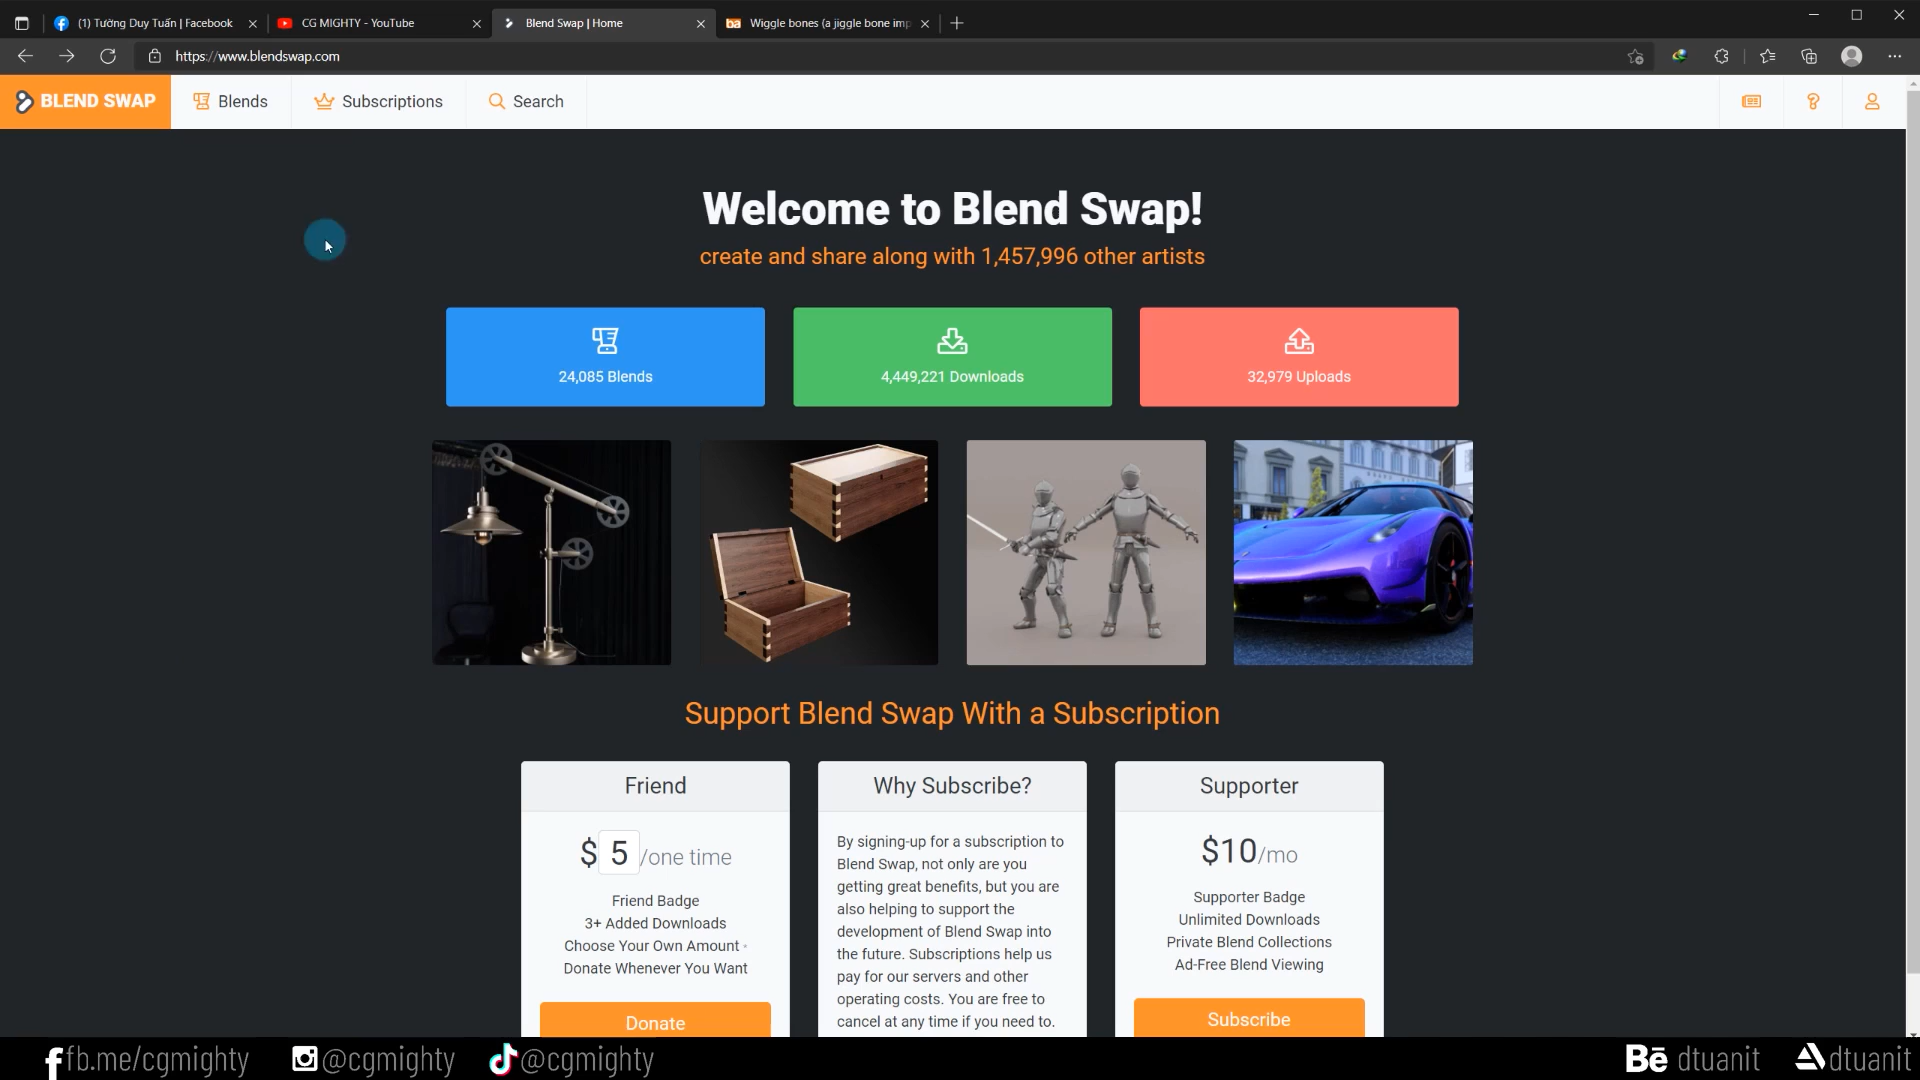 (1) Tường Duy Tuấn | Facebook
CG MIGHTY - YouTube
Blend Swap | Home
ba Wiggle bones (a jiggle bone imp
https://www.blendswap.com
BLEND SWAP
Blends
Subscriptions
Search
Welcome to Blend Swap!
create and share along with 1,457,996 other artists
24,085 Blends
4,449,221 Downloads
32,979 Uploads
Support Blend Swap With a Subscription
Friend
$ 5 /one time
Friend Badge
3+ Added Downloads
Choose Your Own Amount *
Donate Whenever You Want
Donate
Why Subscribe?
By signing-up for a subscription to
Blend Swap, not only are you
getting great benefits, but you are
also helping to support the
development of Blend Swap into
the future. Subscriptions help us
pay for our servers and other
operating costs. You are free to
cancel at any time if you need to.
Supporter
$10/mo
Supporter Badge
Unlimited Downloads
Private Blend Collections
Ad-Free Blend Viewing
Subscribe
fb.me/cgmighty
@cgmighty
@cgmighty
Bē dtuanit
dtuanit